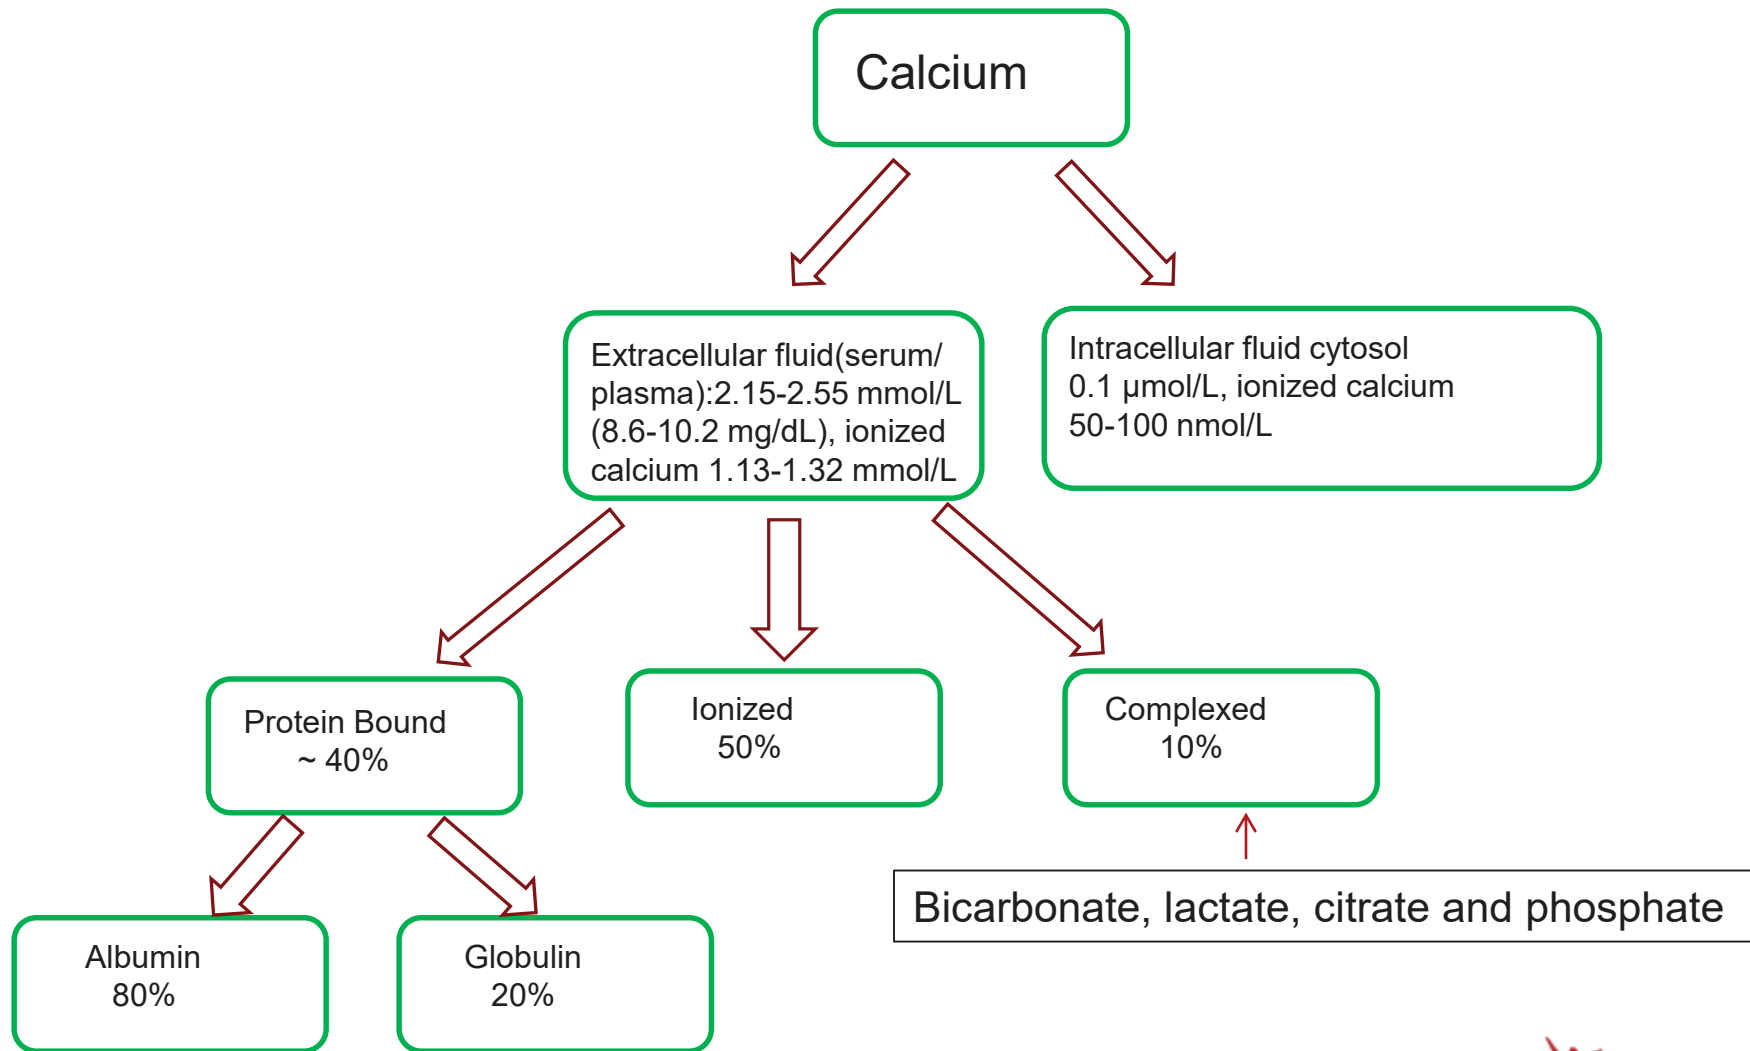 Calcium
Extracellular fluid(serum/
plasma):2.15-2.55 mmol/L
(8.6-10.2 mg/dL), ionized
calcium 1.13-1.32 mmol/L
Intracellular fluid cytosol
0.1 μmol/L, ionized calcium
50-100 nmol/L
Protein Bound
~ 40%
Ionized
50%
Complexed
10%
Albumin
80%
Globulin
20%
Bicarbonate, lactate, citrate and phosphate